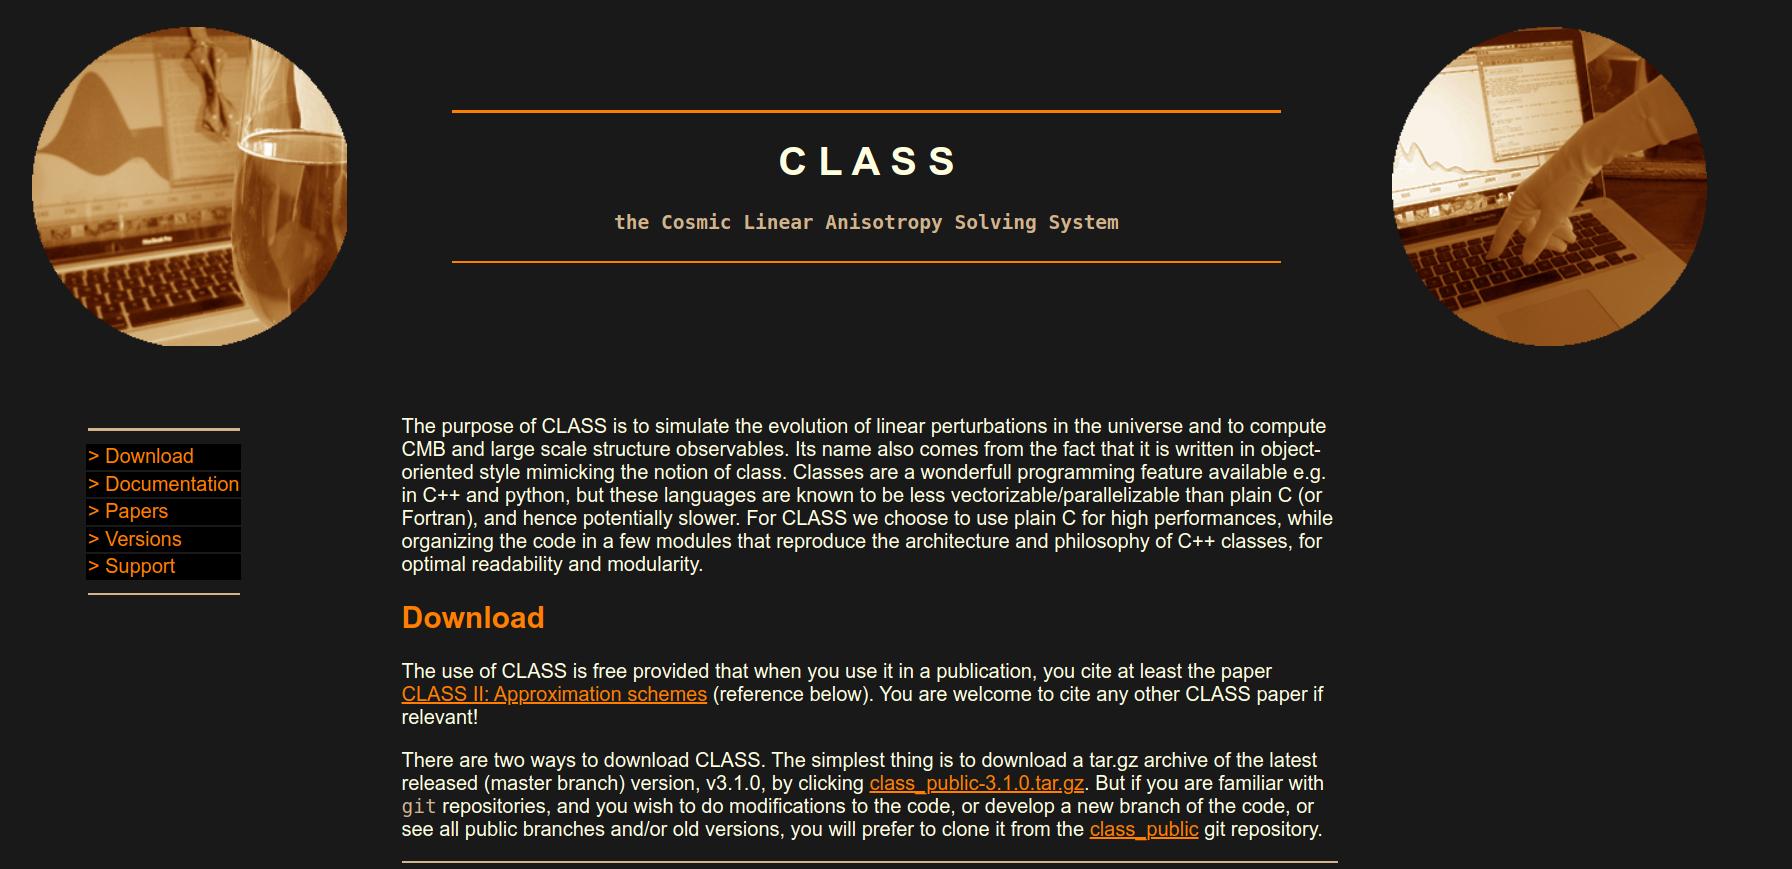 C L A S S
the Cosmic Linear Anisotropy Solving System
> Download
> Documentation
> Papers
> Versions
> Support
The purpose of CLASS is to simulate the evolution of linear perturbations in the universe and to compute
CMB and large scale structure observables. Its name also comes from the fact that it is written in object-
oriented style mimicking the notion of class. Classes are a wonderfull programming feature available e.g.
in C++ and python, but these languages are known to be less vectorizable/parallelizable than plain C (or
Fortran), and hence potentially slower. For CLASS we choose to use plain C for high performances, while
organizing the code in a few modules that reproduce the architecture and philosophy of C++ classes, for
optimal readability and modularity.
Download
The use of CLASS is free provided that when you use it in a publication, you cite at least the paper
CLASS II: Approximation schemes (reference below). You are welcome to cite any other CLASS paper if
relevant!
There are two ways to download CLASS. The simplest thing is to download a tar.gz archive of the latest
released (master branch) version, v3.1.0, by clicking class_public-3.1.0.tar.gz. But if you are familiar with
git repositories, and you wish to do modifications to the code, or develop a new branch of the code, or
see all public branches and/or old versions, you will prefer to clone it from the class_public git repository.